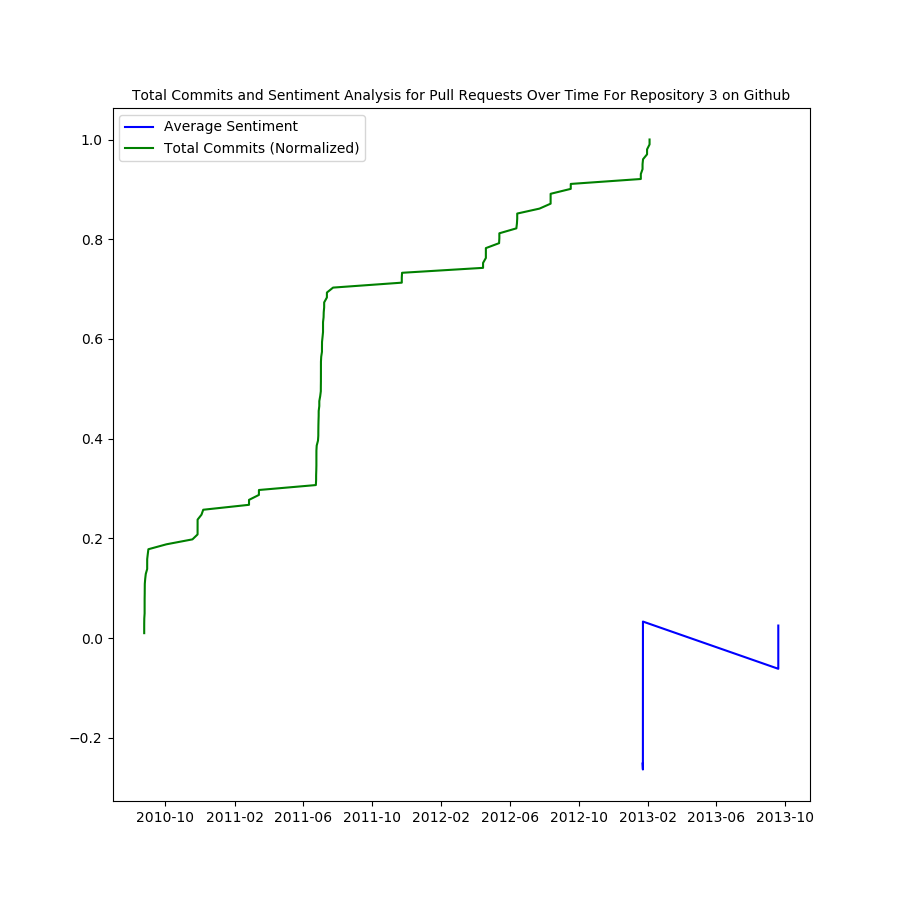 Total Commits and Sentiment Analysis for Pull Requests Over Time For Repository 3 on Github
Average Sentiment
Total Commits (Normalized)
1.0
0.8
0.6
0.4
0.2
0.0
−0.2
2010-10 2011-02 2011-06 2011-10 2012-02 2012-06 2012-10 2013-02 2013-06 2013-10